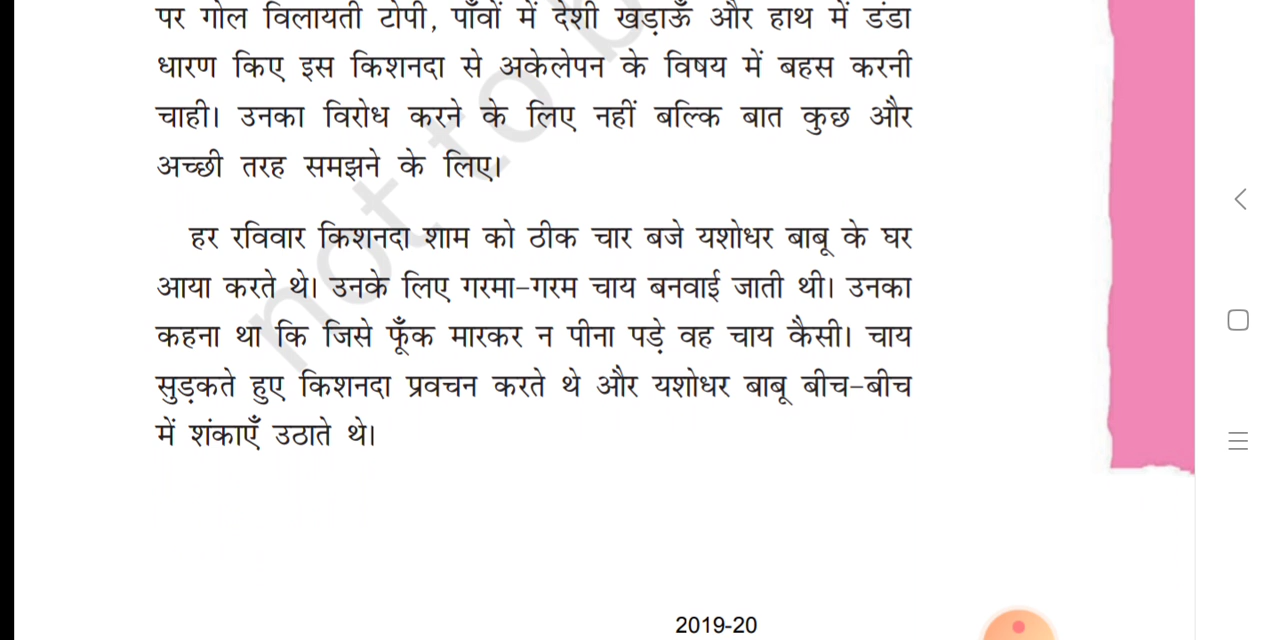 पर गोल विलायती टोपी, पाँवों में देशी खड़ाऊँ और हाथ में डंडा
धारण किए इस किशनदा से अकेलेपन के विषय में बहस करनी
चाही। उनका विरोध करने के लिए नहीं बल्कि बात कुछ और
अच्छी तरह समझने के लिए।
हर रविवार किशनदा शाम को ठीक चार बजे यशोधर बाबू के घर
आया करते थे। उनके लिए गरमा-गरम चाय बनवाई जाती थी। उनका
कहना था कि जिसे फूँक मारकर न पीना पड़े वह चाय कैसी। चाय
सुड़कते हुए किशनदा प्रवचन करते थे और यशोधर बाबू बीच-बीच
में शंकाएँ उठाते थे।
not to b
2019-20